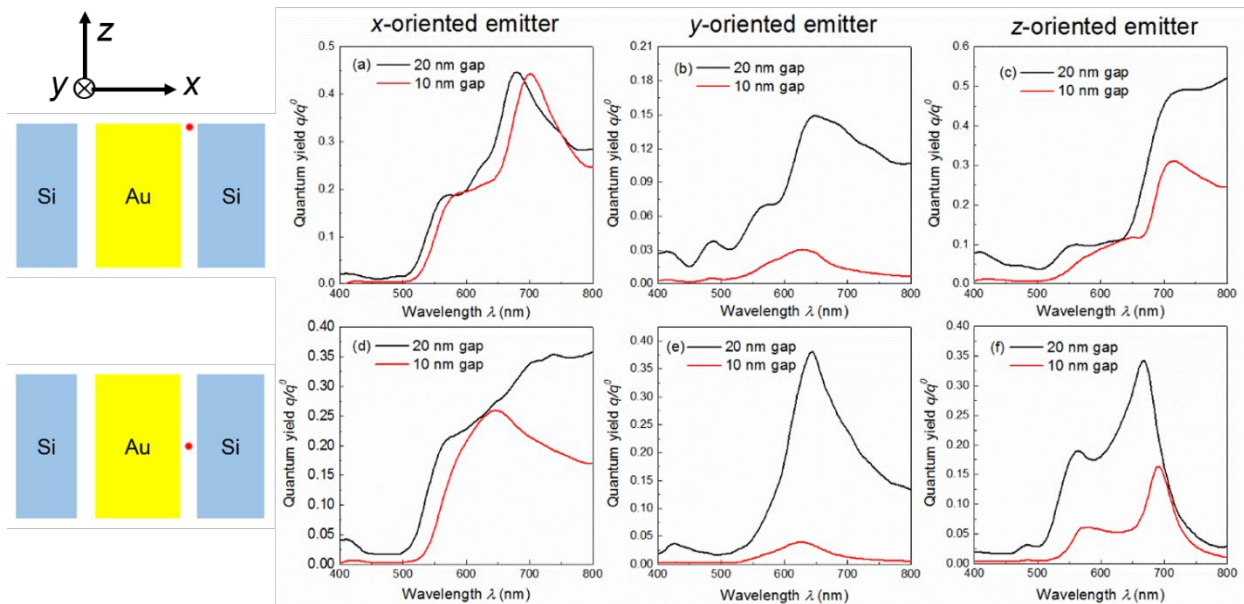 x-oriented emitter
y-oriented emitter
z-oriented emitter
z
y
x
Si
Au
Si
Si
Au
Si
(a)
20 nm gap
10 nm gap
Quantum yield q/q⁰
0.5
0.4
0.3
0.2
0.1
0.0
400 500 600 700 800
Wavelength λ (nm)
(b)
20 nm gap
10 nm gap
Quantum yield q/q⁰
0.21
0.18
0.15
0.12
0.09
0.06
0.03
0.00
400 500 600 700 800
Wavelength λ (nm)
(c)
20 nm gap
10 nm gap
Quantum yield q/q⁰
0.6
0.5
0.4
0.3
0.2
0.1
0.0
400 500 600 700 800
Wavelength λ (nm)
(d)
20 nm gap
10 nm gap
Quantum yield q/q⁰
0.40
0.35
0.30
0.25
0.20
0.15
0.10
0.05
0.00
400 500 600 700 800
Wavelength λ (nm)
(e)
20 nm gap
10 nm gap
Quantum yield q/q⁰
0.40
0.35
0.30
0.25
0.20
0.15
0.10
0.05
0.00
400 500 600 700 800
Wavelength λ (nm)
(f)
20 nm gap
10 nm gap
Quantum yield q/q⁰
0.40
0.35
0.30
0.25
0.20
0.15
0.10
0.05
0.00
400 500 600 700 800
Wavelength λ (nm)